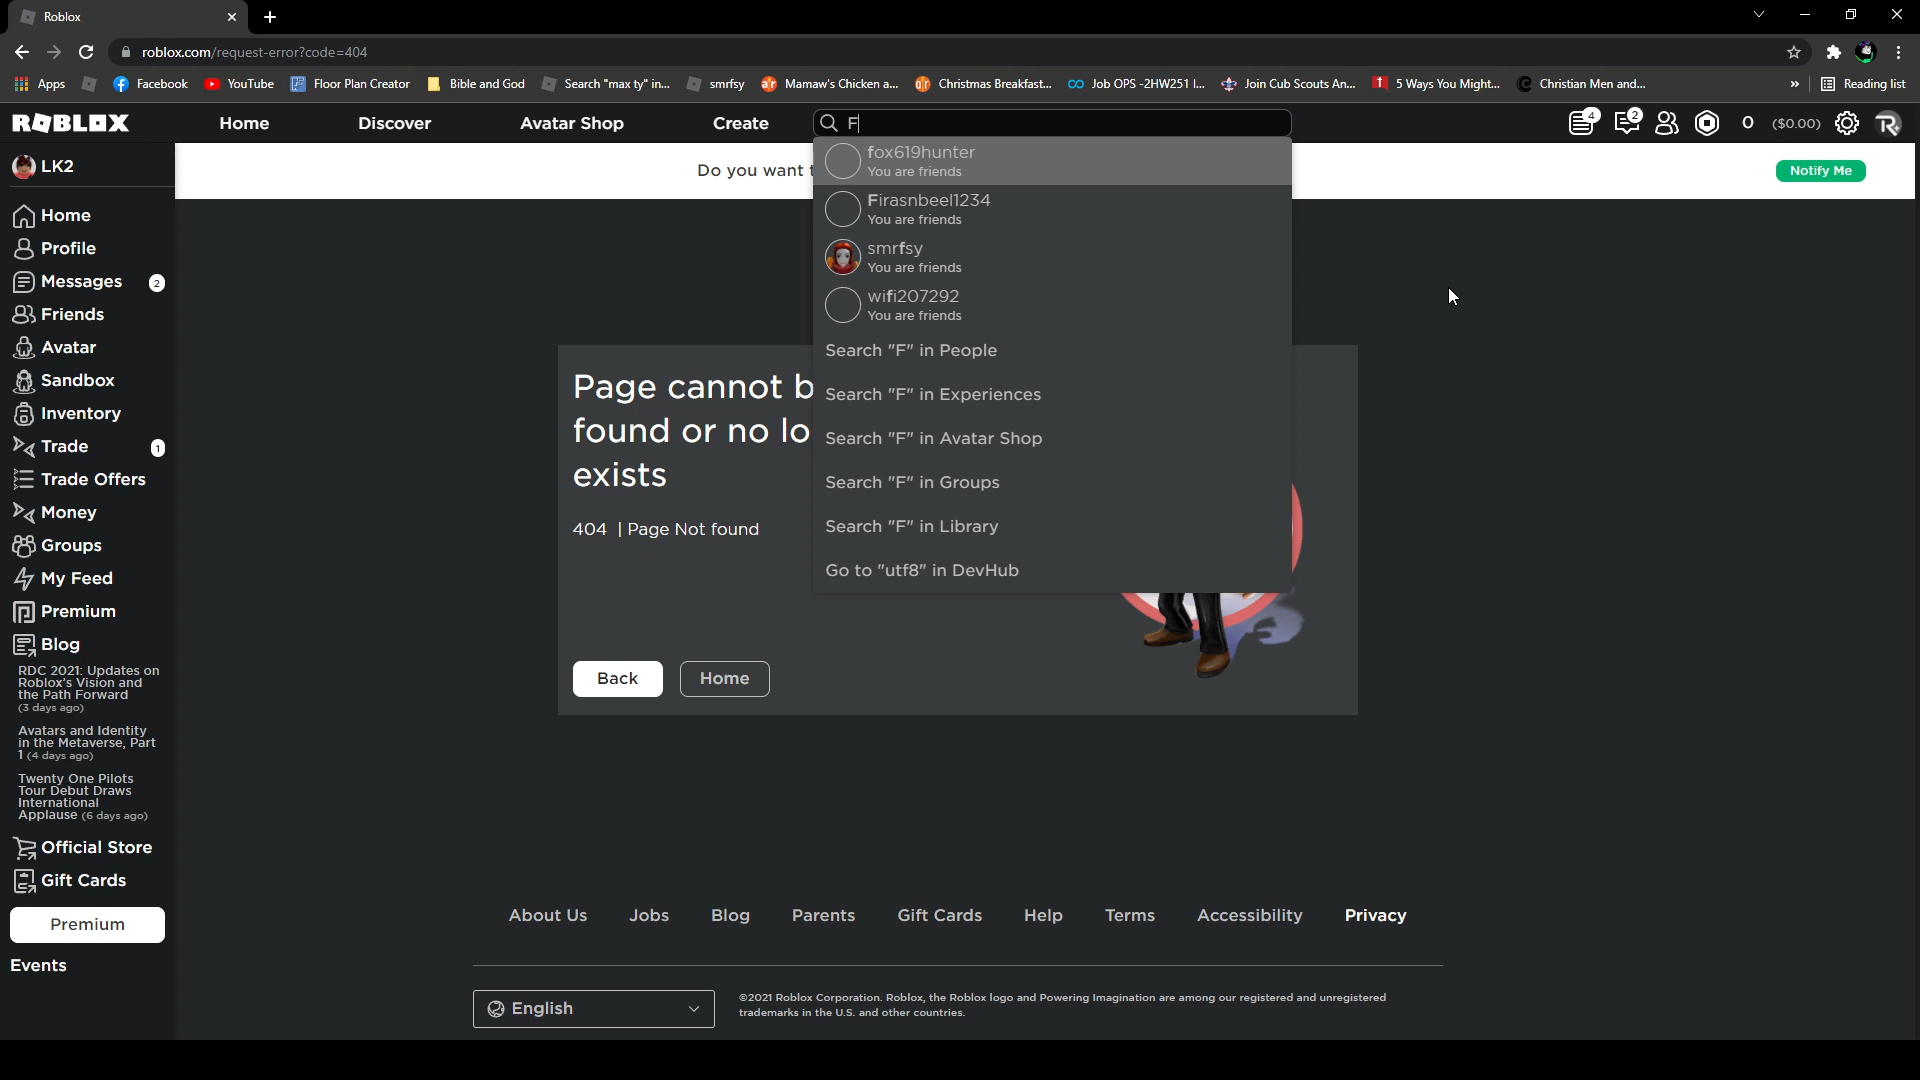 Roblox
roblox.com/request-error?code=404
Apps Facebook YouTube Floor Plan Creator Bible and God Search "max ty" in... smrfsy Mamaw's Chicken a... Christmas Breakfast... Job OPS -2HW251 I... Join Cub Scouts An... 5 Ways You Might... Christian Men and... » Reading list
ROBLOX Home Discover Avatar Shop Create F 4 2 0 ($0.00)
LK2
Do you want
Notify Me
Home
Profile
Messages 2
Friends
Avatar
Sandbox
Inventory
Trade 1
Trade Offers
Money
Groups
My Feed
Premium
Blog
RDC 2021: Updates on
Roblox's Vision and
the Path Forward
(3 days ago)
Avatars and Identity
in the Metaverse, Part
1 (4 days ago)
Twenty One Pilots
Tour Debut Draws
International
Applause (6 days ago)
Official Store
Gift Cards
Premium
Events
fox619hunter
You are friends
Firasnbeel1234
You are friends
smrfsy
You are friends
wifi207292
You are friends
Search "F" in People
Search "F" in Experiences
Search "F" in Avatar Shop
Search "F" in Groups
Search "F" in Library
Go to "utf8" in DevHub
Page cannot b
found or no lo
exists
404 | Page Not found
Back Home
About Us Jobs Blog Parents Gift Cards Help Terms Accessibility Privacy
English
©2021 Roblox Corporation. Roblox, the Roblox logo and Powering Imagination are among our registered and unregistered
trademarks in the U.S. and other countries.